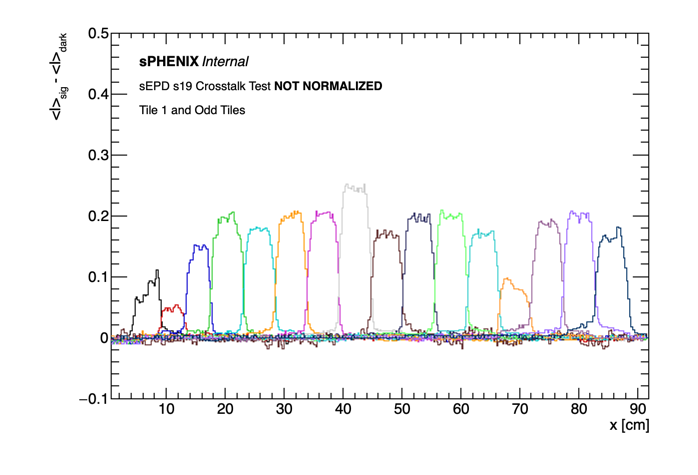 0.5
<I>sig - <I>dark
sPHENIX Internal
sEPD s19 Crosstalk Test NOT NORMALIZED
0.4
Tile 1 and Odd Tiles
0.3
0.2
0.1
0
−0.1
10 20 30 40 50 60 70 80 90
x [cm]